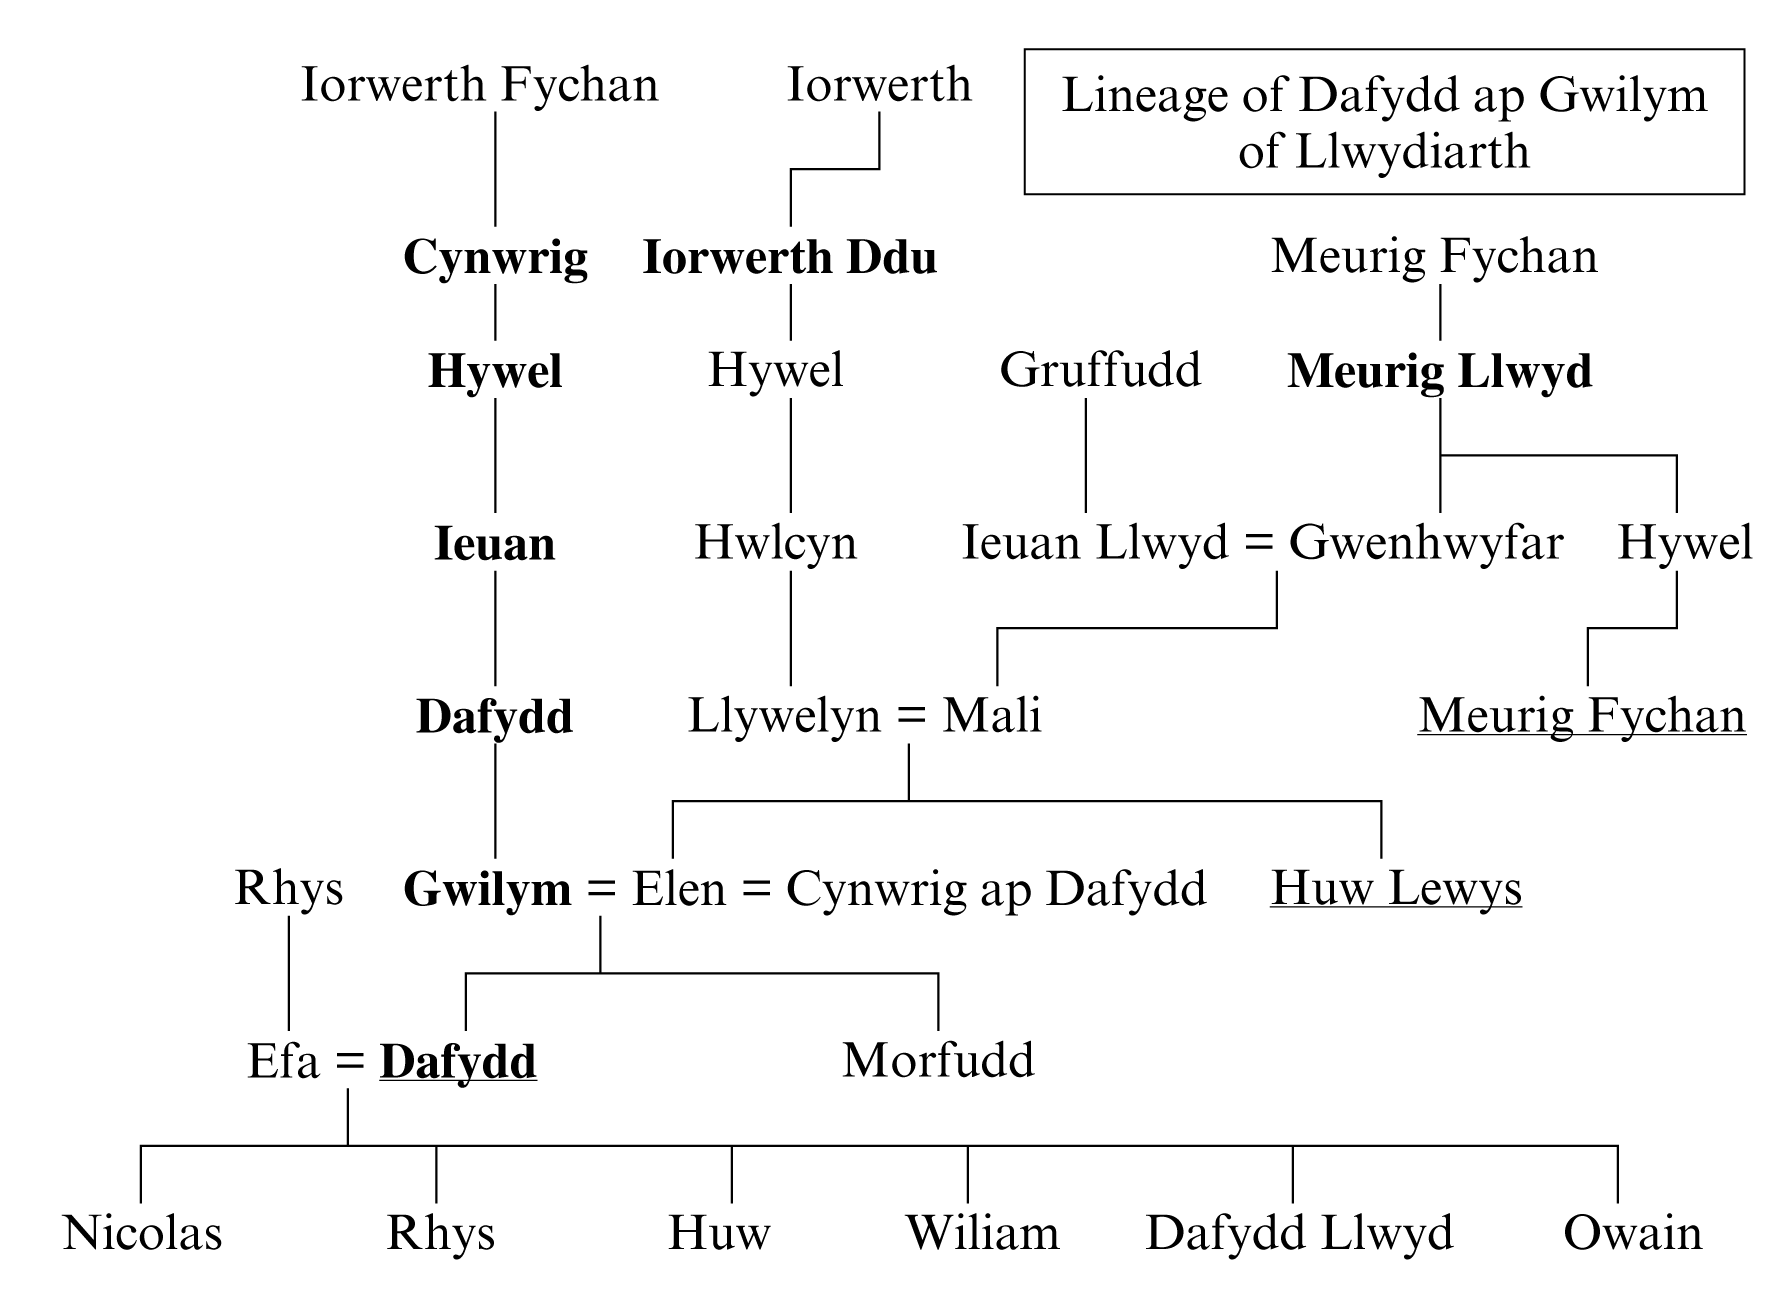 Iorwerth Fychan Iorwerth
Lineage of Dafydd ap Gwilym
of Llwydiarth
Cynwrig Iorwerth Ddu Meurig Fychan
Hywel Hywel Gruffudd Meurig Llwyd
Ieuan Hwlcyn Ieuan Llwyd = Gwenhwyfar Hywel
Dafydd Llywelyn = Mali Meurig Fychan
Rhys Gwilym = Elen = Cynwrig ap Dafydd Huw Lewys
Efa = Dafydd Morfudd
Nicolas Rhys Huw Wiliam Dafydd Llwyd Owain